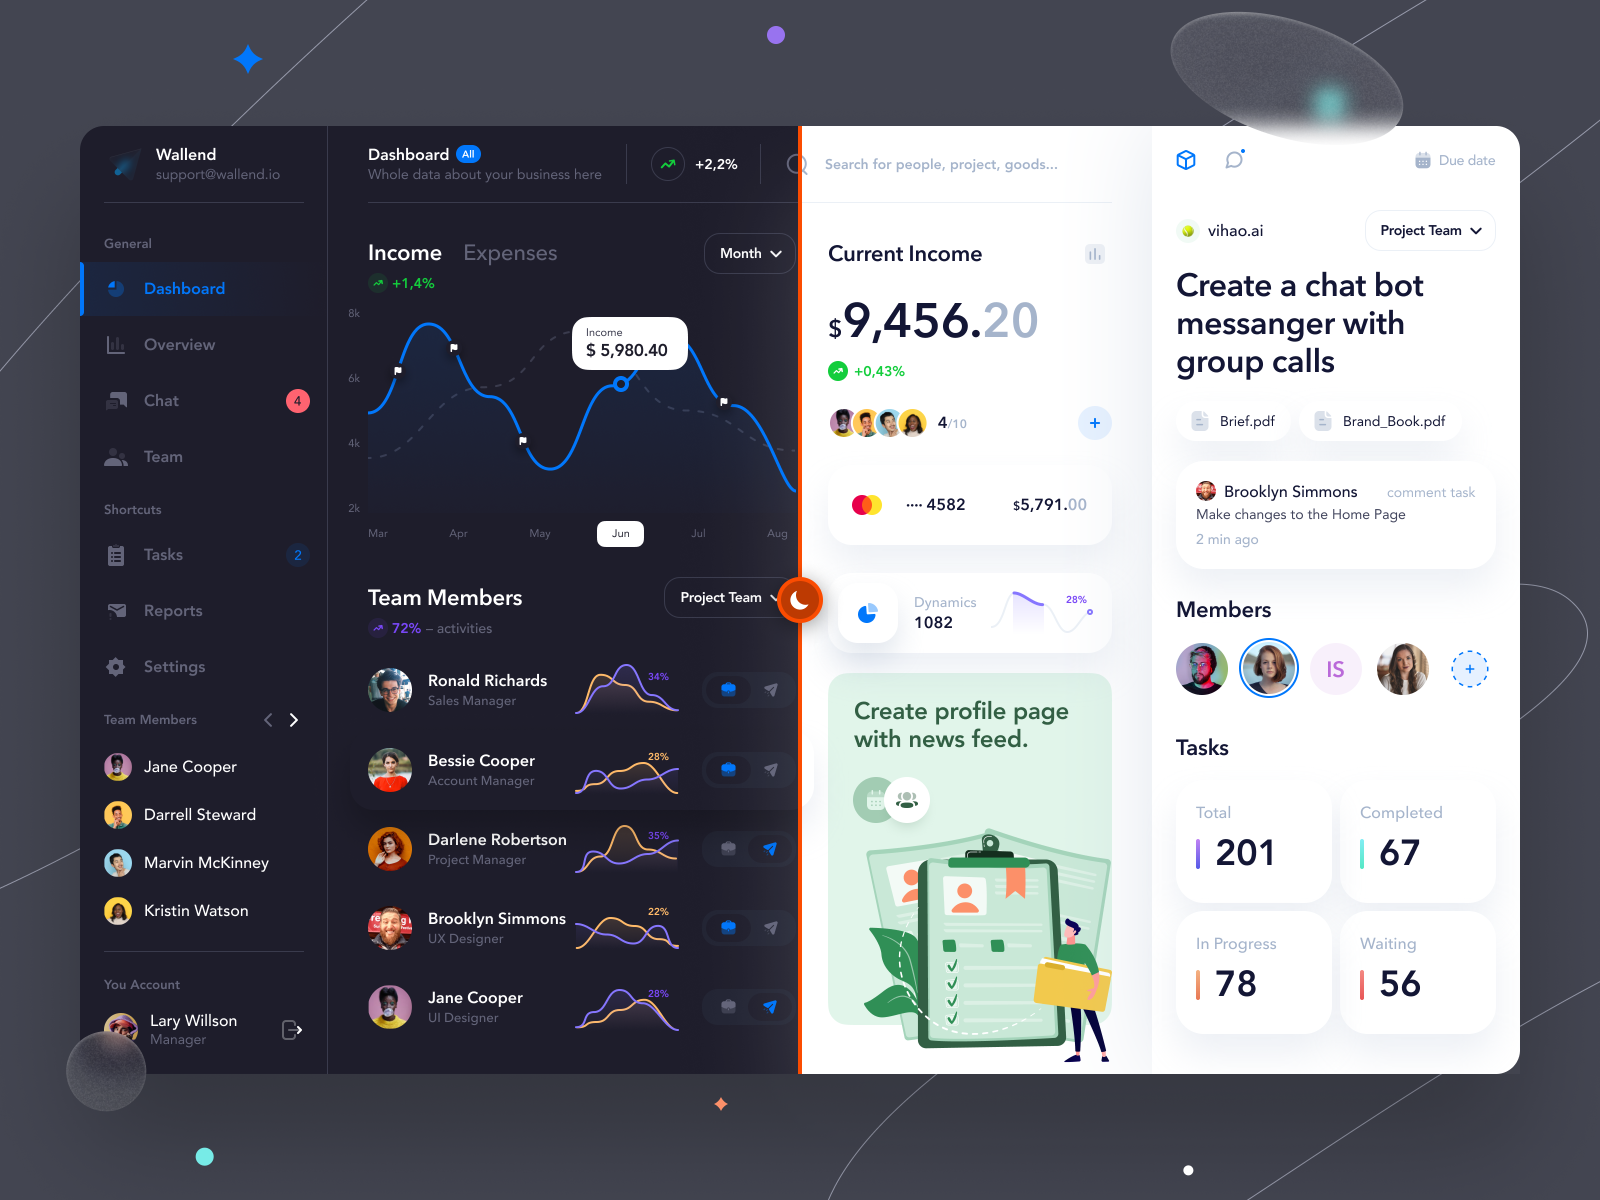 Wallend
support@wallend.io
General
Dashboard
Overview
Chat
4
Team
Shortcuts
Tasks
2
Reports
Settings
Team Members
Jane Cooper
Darrell Steward
Marvin McKinney
Kristin Watson
You Account
Lary Willson
Manager
Dashboard All
Whole data about your business here
+2,2%
Search for people, project, goods...
Income Expenses
+1,4%
Month
8k
6k
4k
2k
Income
$ 5,980.40
Mar Apr May Jun Jul Aug
Team Members
72% – activities
Project Team
Ronald Richards
Sales Manager
34%
Bessie Cooper
Account Manager
28%
Darlene Robertson
Project Manager
35%
Brooklyn Simmons
UX Designer
22%
Jane Cooper
UI Designer
28%
Current Income
$9,456.20
+0,43%
4/10
+
•••• 4582 $5,791.00
Dynamics
1082
28%
Create profile page
with news feed.
Due date
vihao.ai
Project Team
Create a chat bot
messanger with
group calls
Brief.pdf Brand_Book.pdf
Brooklyn Simmons comment task
Make changes to the Home Page
2 min ago
Members
IS
+
Tasks
Total
201
Completed
67
In Progress
78
Waiting
56